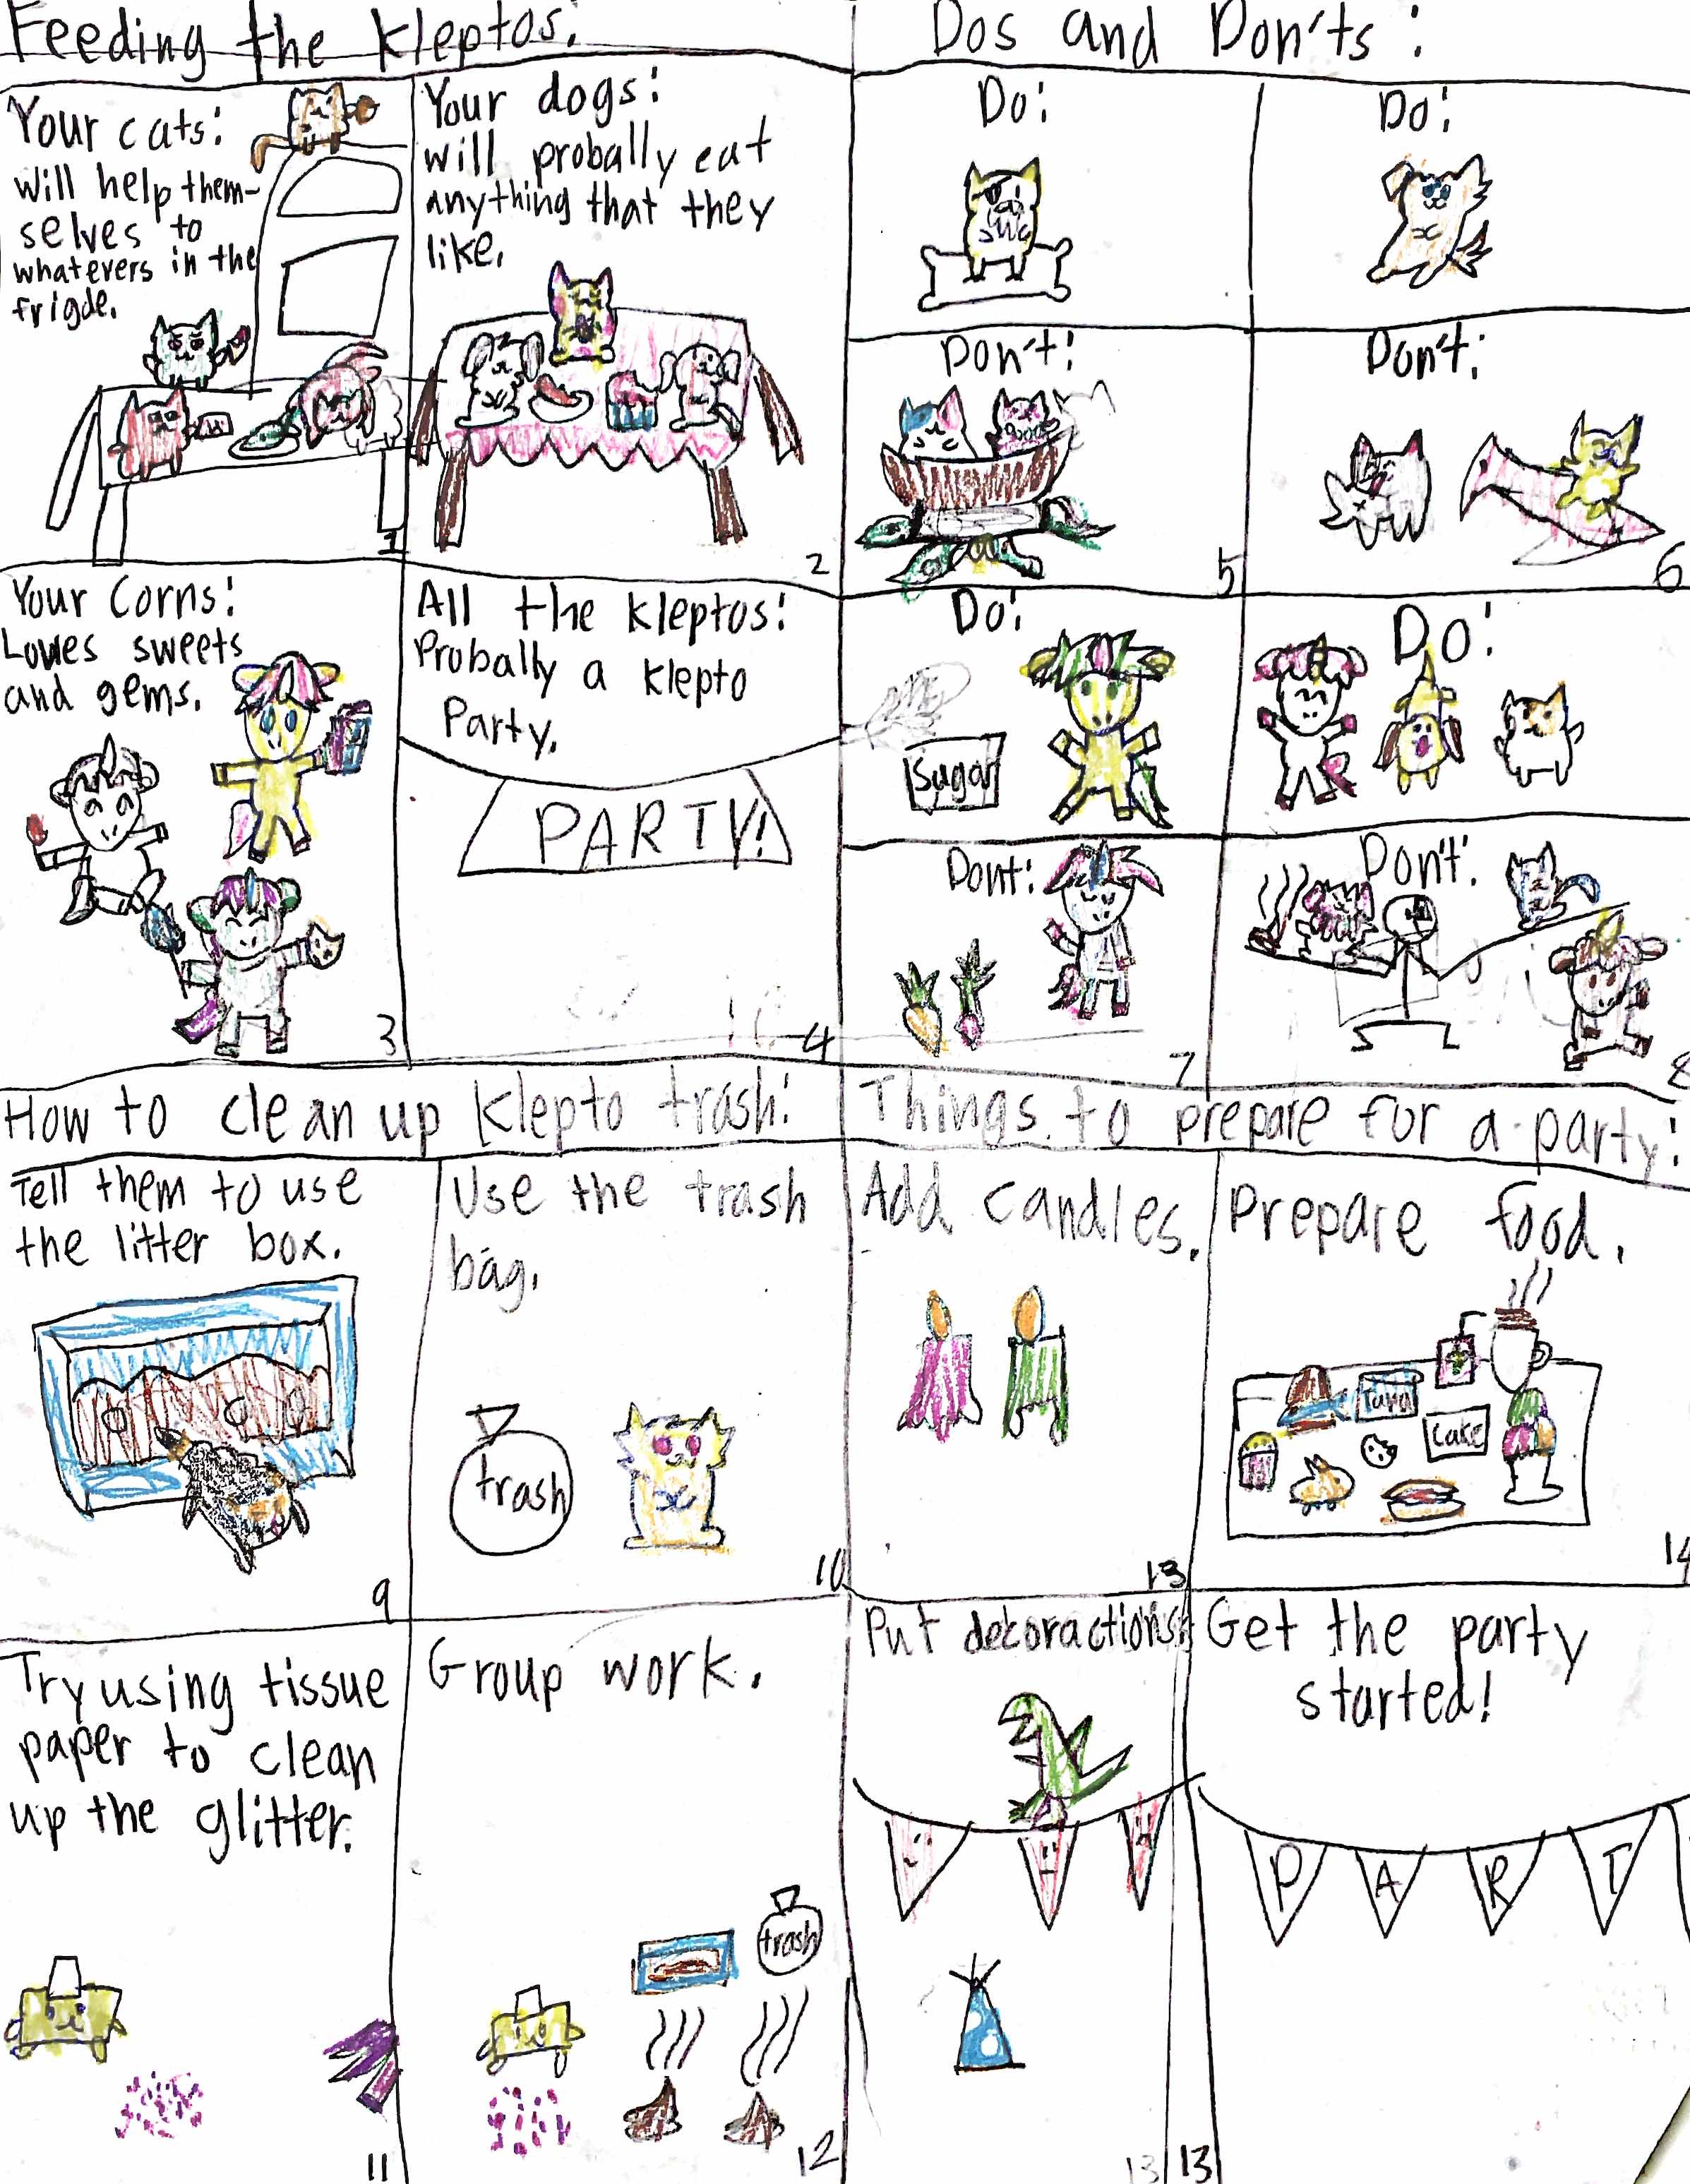 Feeding the kleptos:
Your cats:
will help them-
selves to
whatevers in the
frigde.
1
Your dogs:
will probally eat
anything that they
like.
2
Your Corns:
Loves sweets
and gems.
3
All the kleptos:
Probally a klepto
Party.
PARTY!
4
Dos and Don'ts:
Do:
Don't:
5
Do:
Don't:
6
Do:
Sugar
Dont:
7
Do:
Don't:
8
How to clean up klepto trash:
Tell them to use
the litter box.
9
Use the trash
bag.
trash
10
Try using tissue
paper to clean
up the glitter.
11
Group work.
trash
12
Things to prepare for a party:
Add candles.
13
Prepare food.
Cake
14
Put decoractions.
13
Get the party
started!
P A R T
13